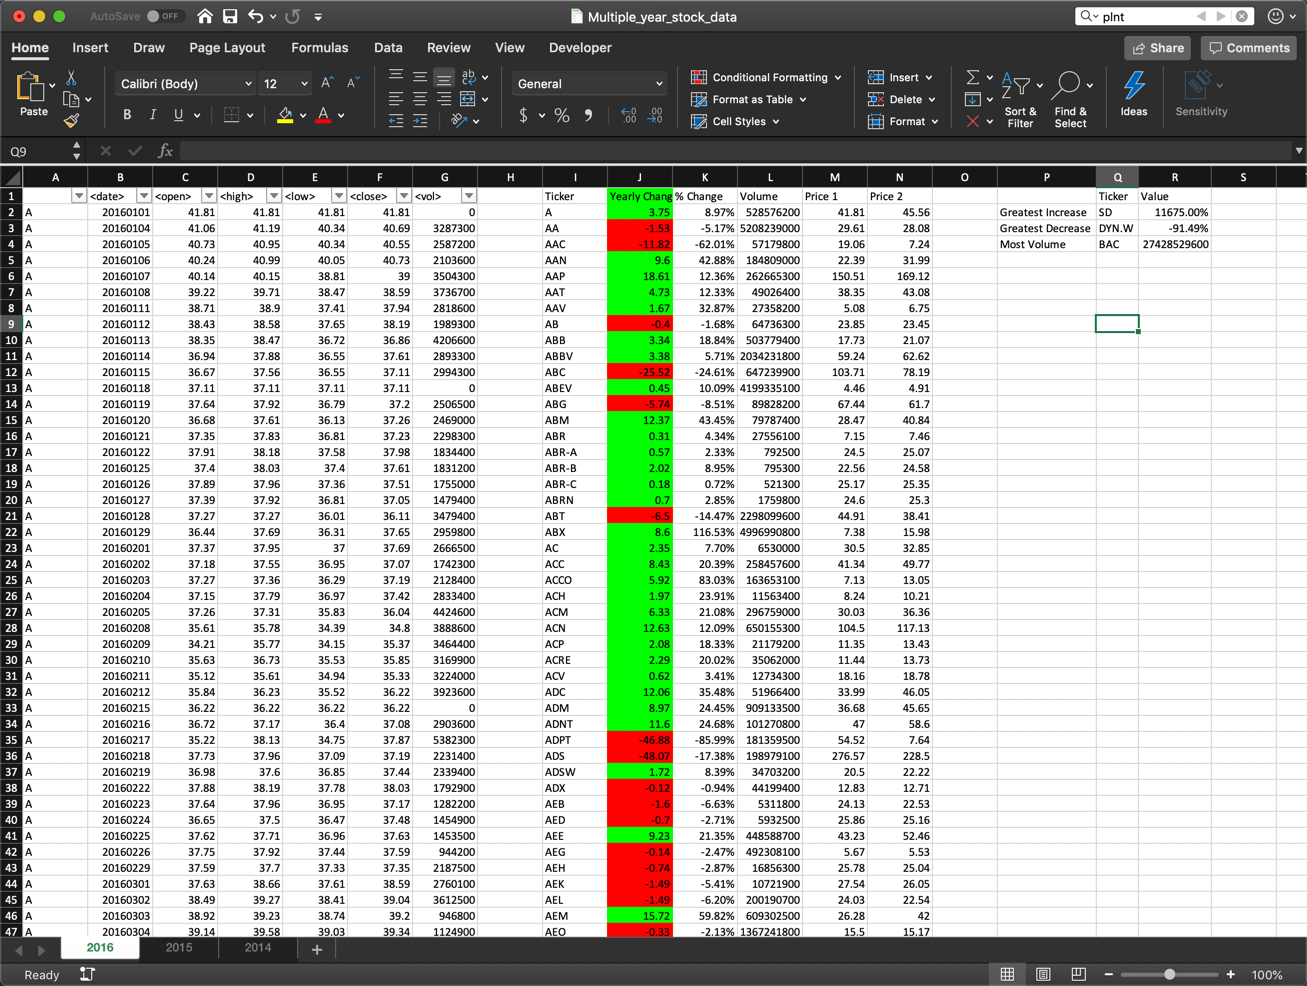 AutoSave OFF Multiple_year_stock_data plnt
Home Insert Draw Page Layout Formulas Data Review View Developer Share Comments
Paste Calibri (Body) 12 A^ A˅ ab General Conditional Formatting Insert
Format as Table Delete Sort & Filter Find & Select Ideas Sensitivity
B I U A $ % 9 Cell Styles Format
Q9 fx
A B C D E F G H I J K L M N O P Q R S
1 <date> <open> <high> <low> <close> <vol> Ticker Yearly Chang % Change Volume Price 1 Price 2 Ticker Value
2 A 20160101 41.81 41.81 41.81 41.81 0 A 3.75 8.97% 528576200 41.81 45.56 Greatest Increase SD 11675.00%
3 A 20160104 41.06 41.19 40.34 40.69 3287300 AA -1.53 -5.17% 5208239000 29.61 28.08 Greatest Decrease DYN.W -91.49%
4 A 20160105 40.73 40.95 40.34 40.55 2587200 AAC -11.82 -62.01% 57179800 19.06 7.24 Most Volume BAC 27428529600
5 A 20160106 40.24 40.99 40.05 40.73 2103600 AAN 9.6 42.88% 184809000 22.39 31.99
6 A 20160107 40.14 40.15 38.81 39 3504300 AAP 18.61 12.36% 262665300 150.51 169.12
7 A 20160108 39.22 39.71 38.47 38.59 3736700 AAT 4.73 12.33% 49026400 38.35 43.08
8 A 20160111 38.71 38.9 37.41 37.94 2818600 AAV 1.67 32.87% 27358200 5.08 6.75
9 A 20160112 38.43 38.58 37.65 38.19 1989300 AB -0.4 -1.68% 64736300 23.85 23.45
10 A 20160113 38.35 38.47 36.72 36.86 4206600 ABB 3.34 18.84% 503779400 17.73 21.07
11 A 20160114 36.94 37.88 36.55 37.61 2893300 ABBV 3.38 5.71% 2034231800 59.24 62.62
12 A 20160115 36.67 37.56 36.55 37.11 2994300 ABC -25.52 -24.61% 647239900 103.71 78.19
13 A 20160118 37.11 37.11 37.11 37.11 0 ABEV 0.45 10.09% 4199335100 4.46 4.91
14 A 20160119 37.64 37.92 36.79 37.2 2506500 ABG -5.74 -8.51% 89828200 67.44 61.7
15 A 20160120 36.68 37.61 36.13 37.26 2469000 ABM 12.37 43.45% 79787400 28.47 40.84
16 A 20160121 37.35 37.83 36.81 37.23 2298300 ABR 0.31 4.34% 27556100 7.15 7.46
17 A 20160122 37.91 38.18 37.58 37.98 1834400 ABR-A 0.57 2.33% 792500 24.5 25.07
18 A 20160125 37.4 38.03 37.4 37.61 1831200 ABR-B 2.02 8.95% 795300 22.56 24.58
19 A 20160126 37.89 37.96 37.36 37.51 1755000 ABR-C 0.18 0.72% 521300 25.17 25.35
20 A 20160127 37.39 37.92 36.81 37.05 1479400 ABRN 0.7 2.85% 1759800 24.6 25.3
21 A 20160128 37.27 37.27 36.01 36.11 3479400 ABT -6.5 -14.47% 2298099600 44.91 38.41
22 A 20160129 36.44 37.69 36.31 37.65 2959800 ABX 8.6 116.53% 4996990800 7.38 15.98
23 A 20160201 37.37 37.95 37 37.69 2666500 AC 2.35 7.70% 6530000 30.5 32.85
24 A 20160202 37.18 37.55 36.95 37.07 1742300 ACC 8.43 20.39% 258457600 41.34 49.77
25 A 20160203 37.27 37.36 36.29 37.19 2128400 ACCO 5.92 83.03% 163653100 7.13 13.05
26 A 20160204 37.15 37.79 36.97 37.42 2833400 ACH 1.97 23.91% 11563400 8.24 10.21
27 A 20160205 37.26 37.31 35.83 36.04 4424600 ACM 6.33 21.08% 296759000 30.03 36.36
28 A 20160208 35.61 35.78 34.39 34.8 3888600 ACN 12.63 12.09% 650155300 104.5 117.13
29 A 20160209 34.21 35.77 34.15 35.37 3464400 ACP 2.08 18.33% 21179200 11.35 13.43
30 A 20160210 35.63 36.73 35.53 35.85 3169900 ACRE 2.29 20.02% 35062000 11.44 13.73
31 A 20160211 35.12 35.61 34.94 35.33 3224000 ACV 0.62 3.41% 12734300 18.16 18.78
32 A 20160212 35.84 36.23 35.52 36.22 3923600 ADC 12.06 35.48% 51966400 33.99 46.05
33 A 20160215 36.22 36.22 36.22 36.22 0 ADM 8.97 24.45% 909133500 36.68 45.65
34 A 20160216 36.72 37.17 36.4 37.08 2903600 ADNT 11.6 24.68% 101270800 47 58.6
35 A 20160217 35.22 38.13 34.75 37.87 5382300 ADPT -46.88 -85.99% 181359500 54.52 7.64
36 A 20160218 37.73 37.96 37.09 37.19 2231400 ADS -48.07 -17.38% 198979100 276.57 228.5
37 A 20160219 36.98 37.6 36.85 37.44 2339400 ADSW 1.72 8.39% 34703200 20.5 22.22
38 A 20160222 37.88 38.19 37.78 38.03 1792900 ADX -0.12 -0.94% 44199400 12.83 12.71
39 A 20160223 37.64 37.96 36.95 37.17 1282200 AEB -1.6 -6.63% 5311800 24.13 22.53
40 A 20160224 36.65 37.5 36.47 37.48 1454900 AED -0.7 -2.71% 5932500 25.86 25.16
41 A 20160225 37.62 37.71 36.96 37.63 1453500 AEE 9.23 21.35% 448588700 43.23 52.46
42 A 20160226 37.75 37.92 37.44 37.59 944200 AEG -0.14 -2.47% 492308100 5.67 5.53
43 A 20160229 37.59 37.7 37.33 37.35 2187500 AEH -0.74 -2.87% 16856300 25.78 25.04
44 A 20160301 37.63 38.66 37.61 38.59 2760100 AEK -1.49 -5.41% 10721900 27.54 26.05
45 A 20160302 38.49 39.27 38.41 39.04 3612500 AEL -1.49 -6.20% 200190700 24.03 22.54
46 A 20160303 38.92 39.23 38.74 39.2 946800 AEM 15.72 59.82% 609302500 26.28 42
47 A 20160304 39.14 39.58 39.03 39.34 1124900 AEO -0.33 -2.13% 1367241800 15.5 15.17
2016 2015 2014 +
Ready 100%